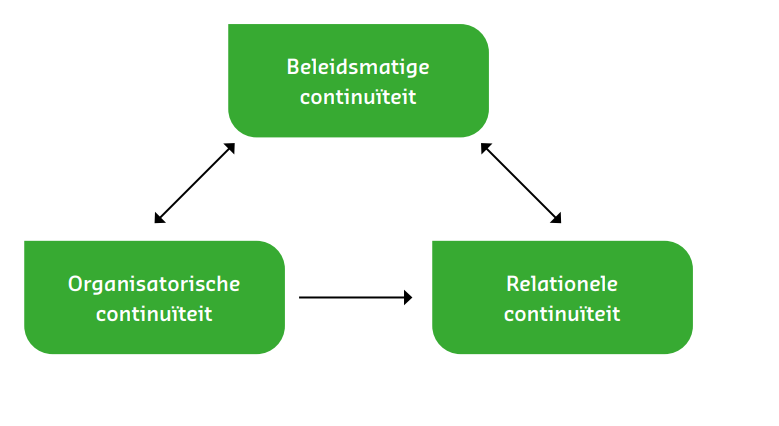 Beleidsmatige
continuïteit
Organisatorische
continuïteit
Relationele
continuïteit